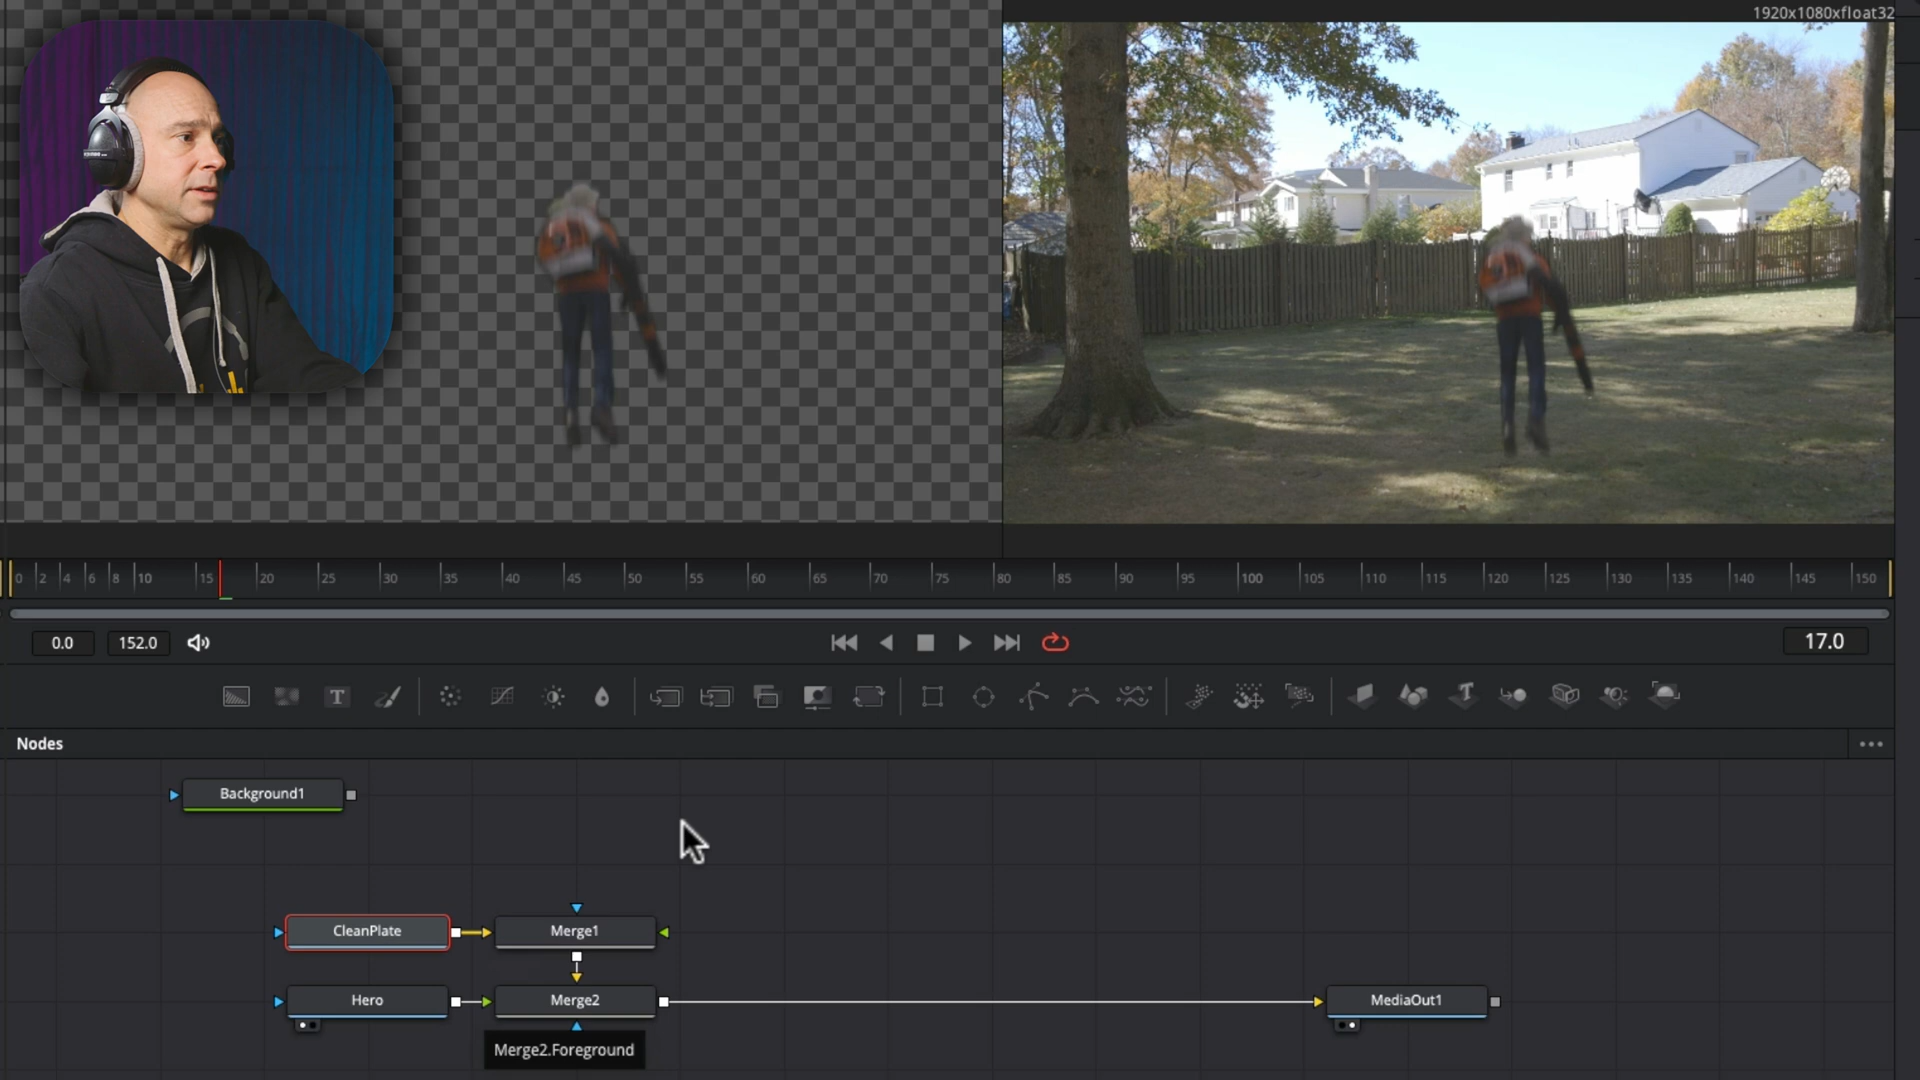 1920x1080xfloat32
0 2 4 6 8 10 15 20 25 30 35 40 45 50 55 60 65 70 75 80 85 90 95 100 105 110 115 120 125 130 135 140 145 150
0.0 152.0 17.0
T
Nodes
Background1
CleanPlate Merge1
Hero Merge2 MediaOut1
Merge2.Foreground